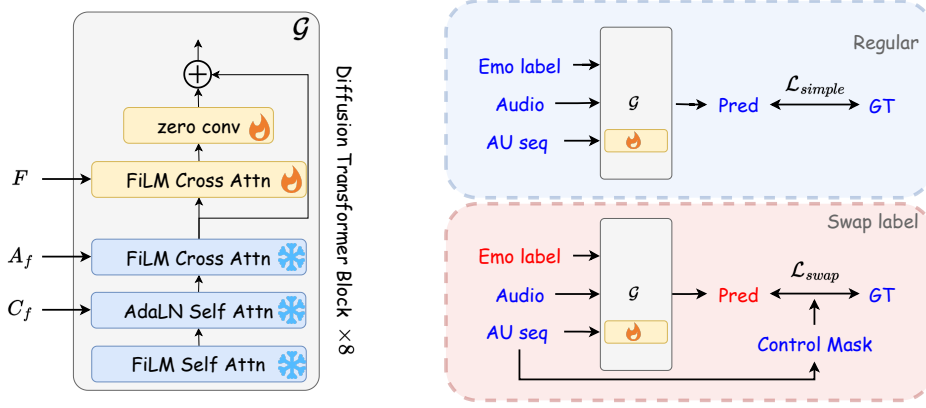 𝒢
zero conv
F
FiLM Cross Attn
A_f
FiLM Cross Attn
C_f
AdaLN Self Attn
FiLM Self Attn
Diffusion Transformer Block ×8
Regular
Emo label
Audio
AU seq
𝒢
Pred
ℒ_simple
GT
Swap label
Emo label
Audio
AU seq
𝒢
Pred
ℒ_swap
GT
Control Mask